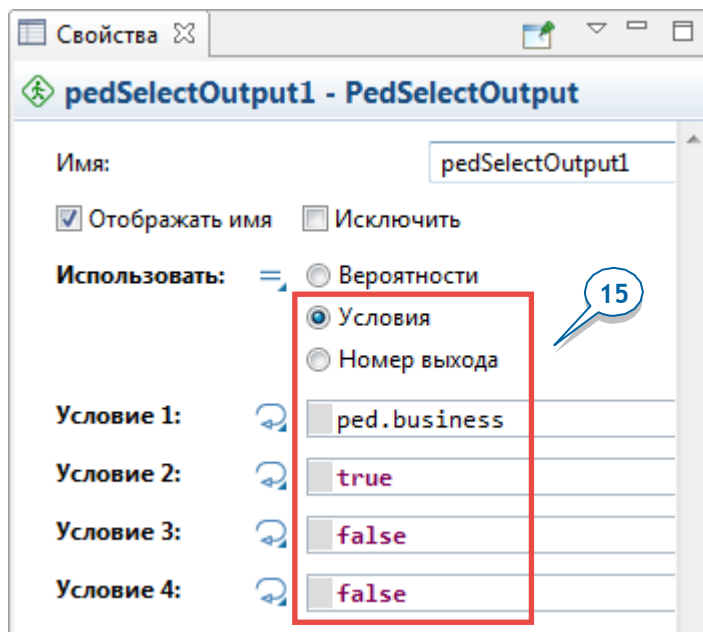 Свойства
pedSelectOutput1 - PedSelectOutput
Имя: pedSelectOutput1
Отображать имя Исключить
Использовать: Вероятности
Условия
15
Номер выхода
Условие 1: ped.business
Условие 2: true
Условие 3: false
Условие 4: false